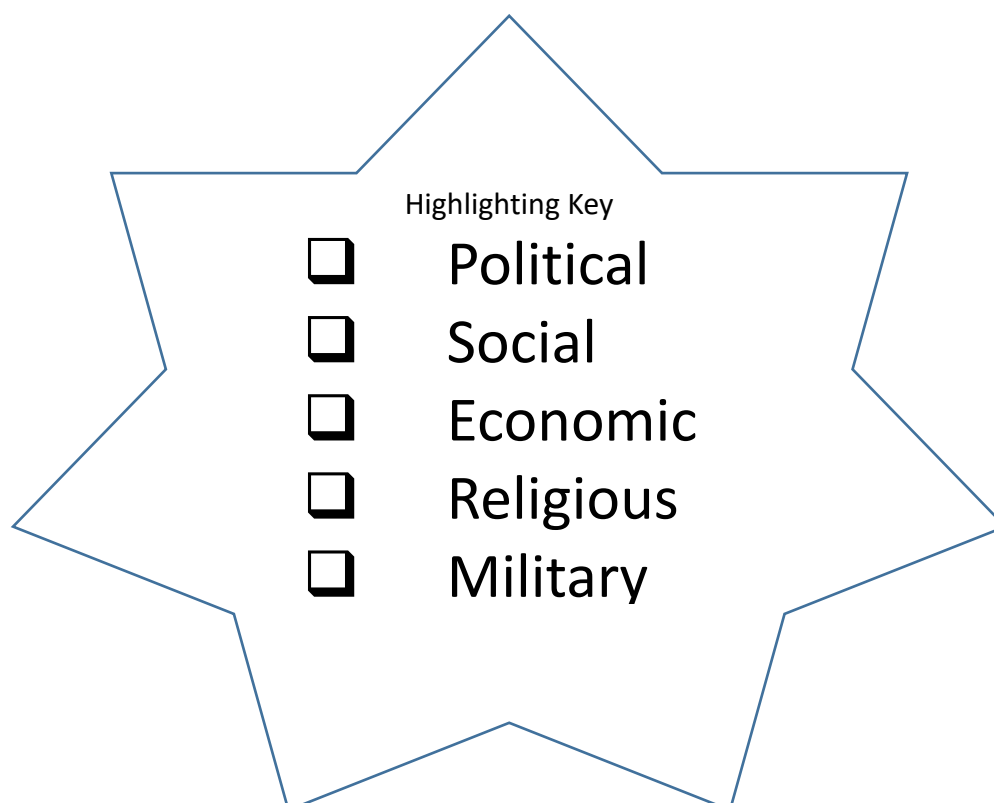 Highlighting Key
Political
Social
Economic
Religious
Military